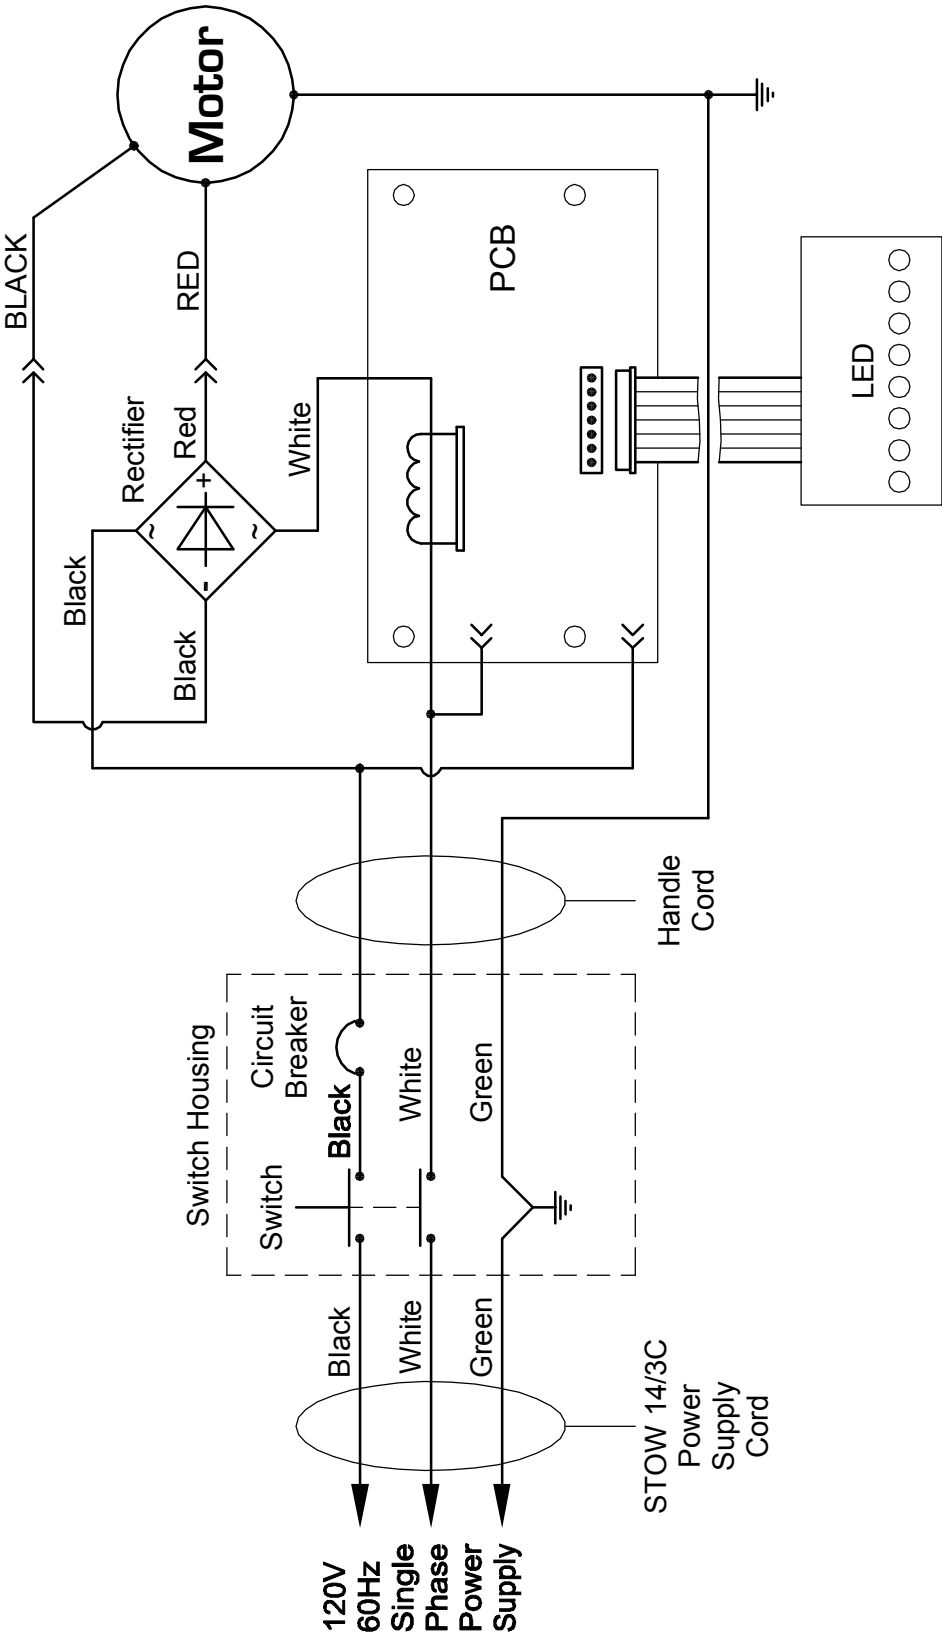 120V
60Hz
Single
Phase
Power
Supply
STOW 14/3C
Power
Supply
Cord
Black
White
Green
Switch Housing
Switch
Circuit
Breaker
Black
White
Green
Handle
Cord
Black
Black
Rectifier
~
~
-
+
Red
White
BLACK
RED
Motor
PCB
LED